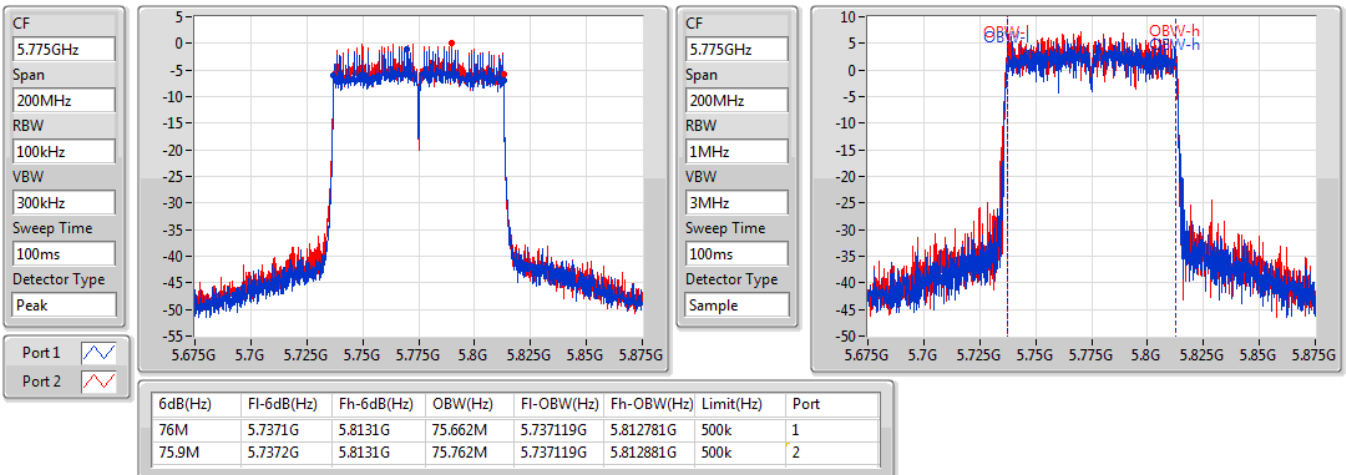 CF
5.775GHz
Span
200MHz
RBW
100kHz
VBW
300kHz
Sweep Time
100ms
Detector Type
Peak
Port 1
Port 2
5
0
-5
-10
-15
-20
-25
-30
-35
-40
-45
-50
-55
5.675G 5.7G 5.725G 5.75G 5.775G 5.8G 5.825G 5.85G 5.875G
CF
5.775GHz
Span
200MHz
RBW
1MHz
VBW
3MHz
Sweep Time
100ms
Detector Type
Sample
10
5
0
-5
-10
-15
-20
-25
-30
-35
-40
-45
-50
OBW-l OBW-h
OBW-l OBW-h
5.675G 5.7G 5.725G 5.75G 5.775G 5.8G 5.825G 5.85G 5.875G
6dB(Hz) Fl-6dB(Hz) Fh-6dB(Hz) OBW(Hz) Fl-OBW(Hz) Fh-OBW(Hz) Limit(Hz) Port
76M 5.7371G 5.8131G 75.662M 5.737119G 5.812781G 500k 1
75.9M 5.7372G 5.8131G 75.762M 5.737119G 5.812881G 500k 2